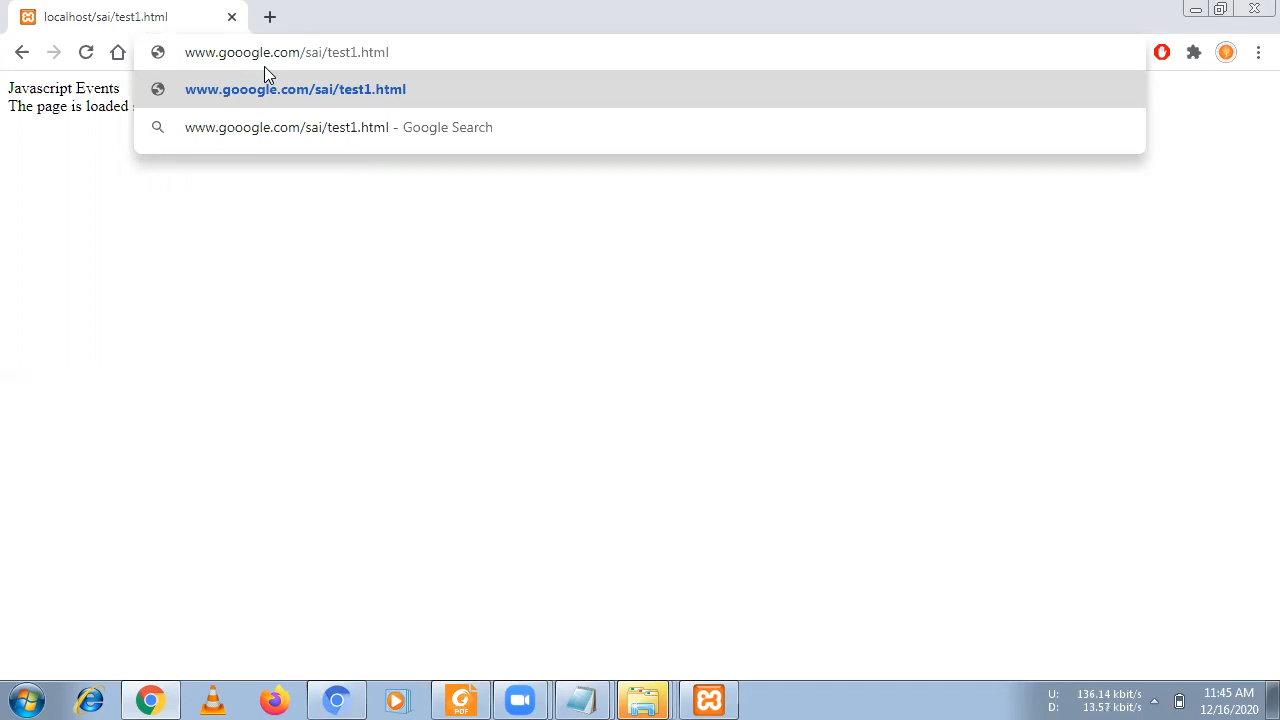 localhost/sai/test1.html
www.gooogle.com/sai/test1.html
Javascript Events
www.gooogle.com/sai/test1.html
The page is loaded
www.gooogle.com/sai/test1.html - Google Search
PDF
U: 136.14 kbit/s
D: 13.57 kbit/s
11:45 AM
12/16/2020